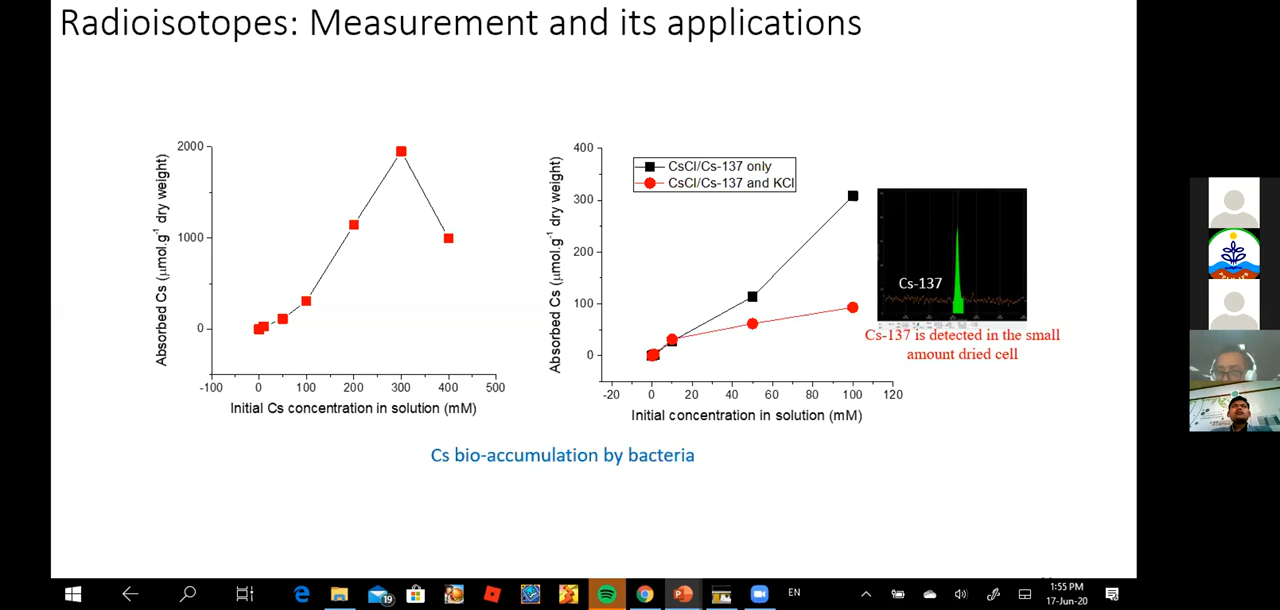 Radioisotopes: Measurement and its applications
Absorbed Cs (μmol.g⁻¹ dry weight)
2000
1000
0
-100 0 100 200 300 400 500
Initial Cs concentration in solution (mM)
Absorbed Cs (μmol.g⁻¹ dry weight)
400
300
200
100
0
-20 0 20 40 60 80 100 120
Initial concentration in solution (mM)
CsCl/Cs-137 only
CsCl/Cs-137 and KCl
Cs-137
Cs-137 is detected in the small
amount dried cell
Cs bio-accumulation by bacteria
19
EN
1:55 PM
17-Jun-20